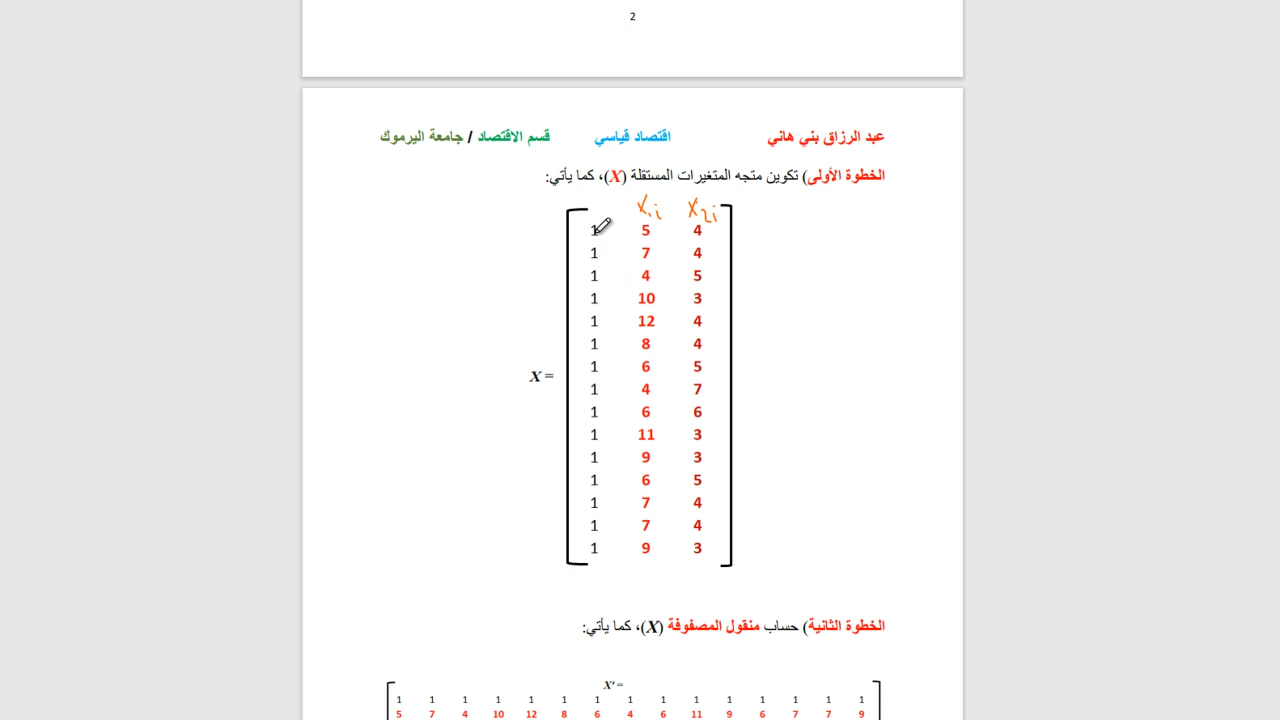 2
عبد الرزاق بني هاني اقتصاد قياسي قسم الاقتصاد / جامعة اليرموك
الخطوة الأولى) تكوين متجه المتغيرات المستقلة (X)، كما يأتي:
X1i X2i
1 5 4
1 7 4
1 4 5
1 10 3
1 12 4
1 8 4
1 6 5
X =
1 4 7
1 6 6
1 11 3
1 9 3
1 6 5
1 7 4
1 7 4
1 9 3
الخطوة الثانية) حساب منقول المصفوفة (X)، كما يأتي:
X' =
1 1 1 1 1 1 1 1 1 1 1 1 1 1 1
5 7 4 10 12 8 6 4 6 11 9 6 7 7 9